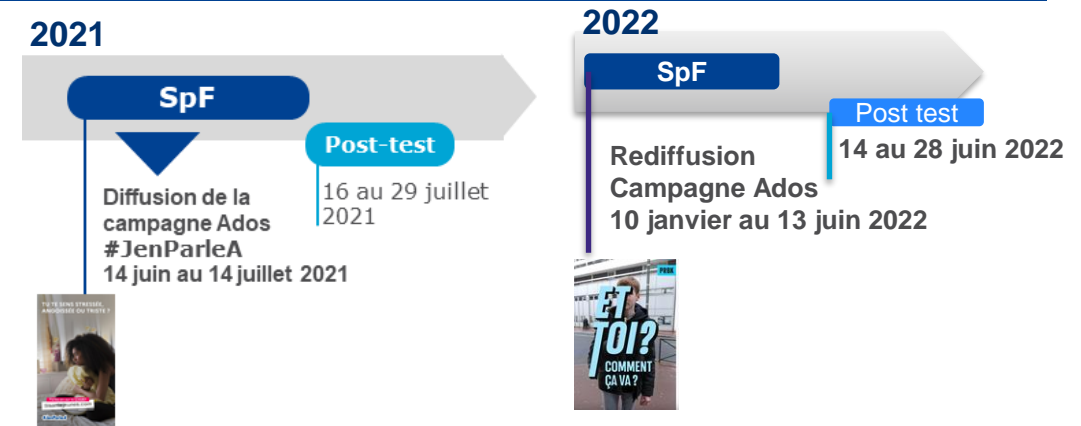 2021
SpF
Post-test
16 au 29 juillet
2021
Diffusion de la
campagne Ados
#JenParleA
14 juin au 14 juillet 2021
TU TE SENS STRESSÉE,
ANGOISSÉE OU TRISTE ?
#JenParleA
2022
SpF
Post test
14 au 28 juin 2022
Rediffusion
Campagne Ados
10 janvier au 13 juin 2022
ET
TOI?
COMMENT
ÇA VA ?